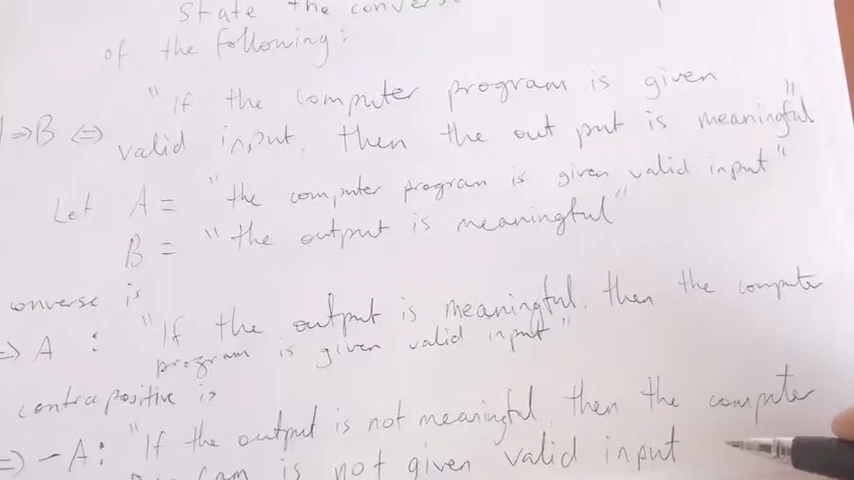 State the
of the following:
"If the computer program is given
⇒ B ⇔ valid input, then the out put is meaningful"
Let A = "the computer program is given valid input"
B = "the output is meaningful"
onverse is
⇒ A : "If the output is meaningful, then the computer
program is given valid input"
contrapositive is
⇒ -A: "If the output is not meaningful, then the computer
is not given valid input